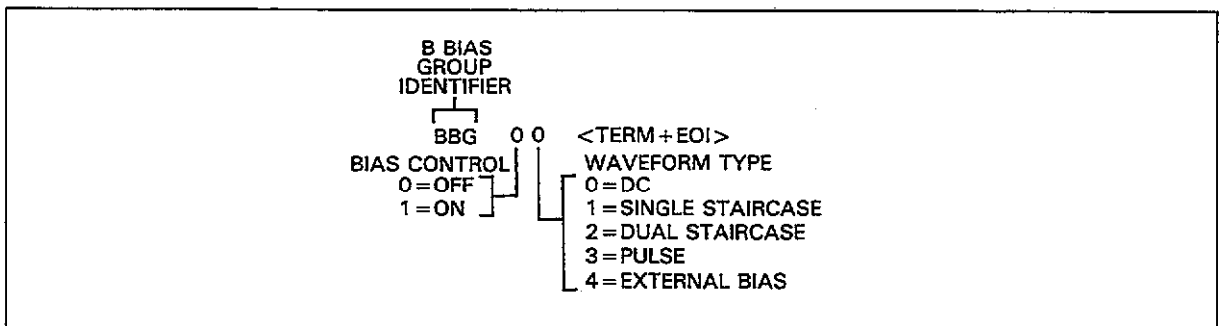 B BIAS
GROUP
IDENTIFIER
BBG 0 0 <TERM+EOI>
BIAS CONTROL
0=OFF
1=ON
WAVEFORM TYPE
0=DC
1=SINGLE STAIRCASE
2=DUAL STAIRCASE
3=PULSE
4=EXTERNAL BIAS